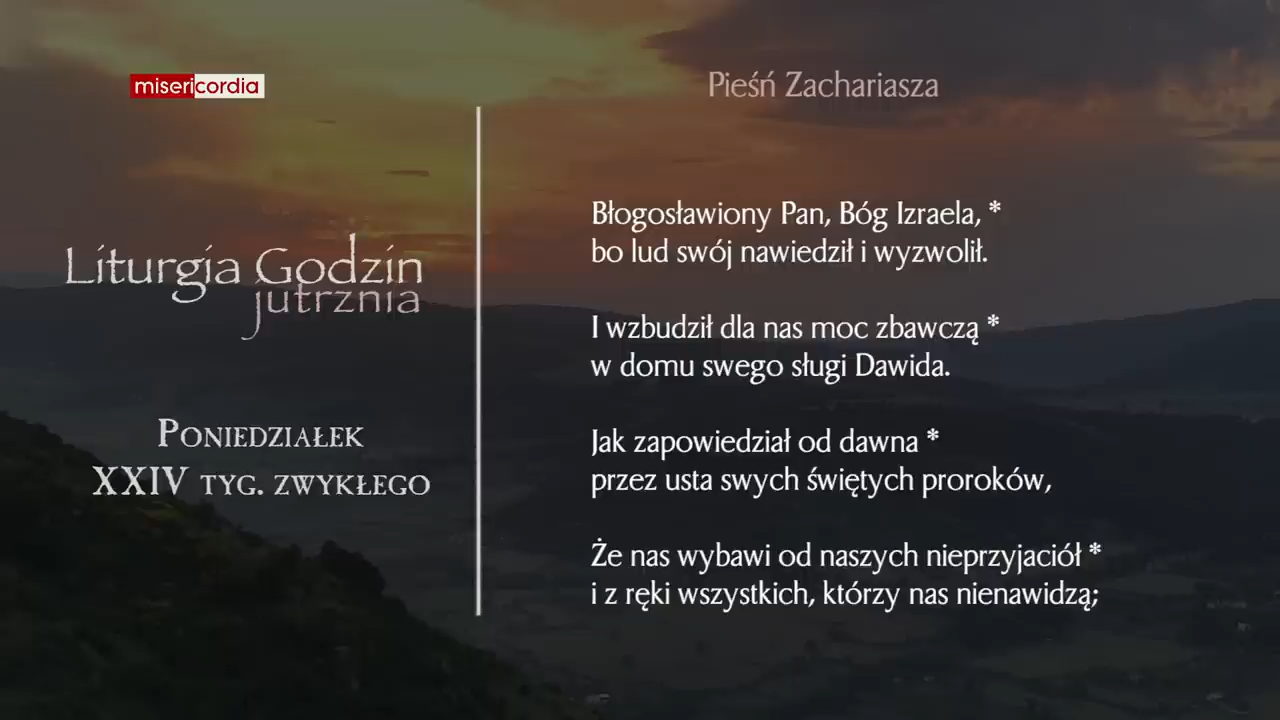 misericordia
Liturgia Godzin
jutrznia
Poniedziałek
XXIV tyg. zwykłego
Pieśń Zachariasza
Błogosławiony Pan, Bóg Izraela, *
bo lud swój nawiedził i wyzwolił.
I wzbudził dla nas moc zbawczą *
w domu swego sługi Dawida.
Jak zapowiedział od dawna *
przez usta swych świętych proroków,
Że nas wybawi od naszych nieprzyjaciół *
i z ręki wszystkich, którzy nas nienawidzą;